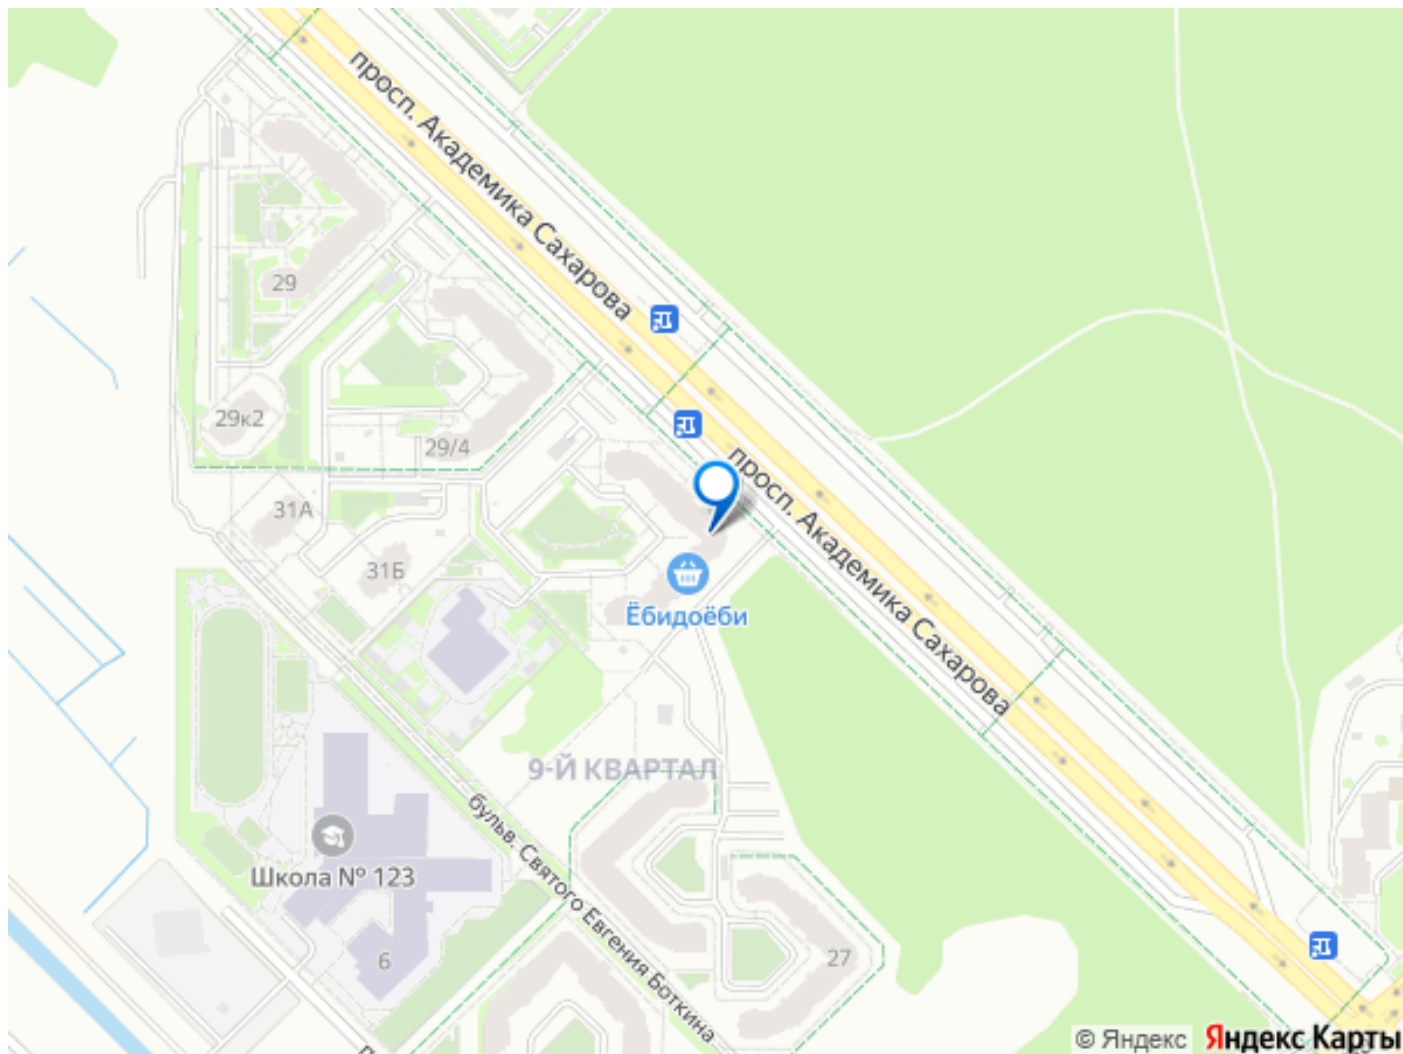 просп. Академика Сахарова
29
29к2
29/4
просп. Академика Сахарова
31А
31Б
Ёбидоёби
9-Й КВАРТАЛ
бульв. Святого Евгения Боткина
Школа № 123
6
27
© Яндекс Яндекс Карты